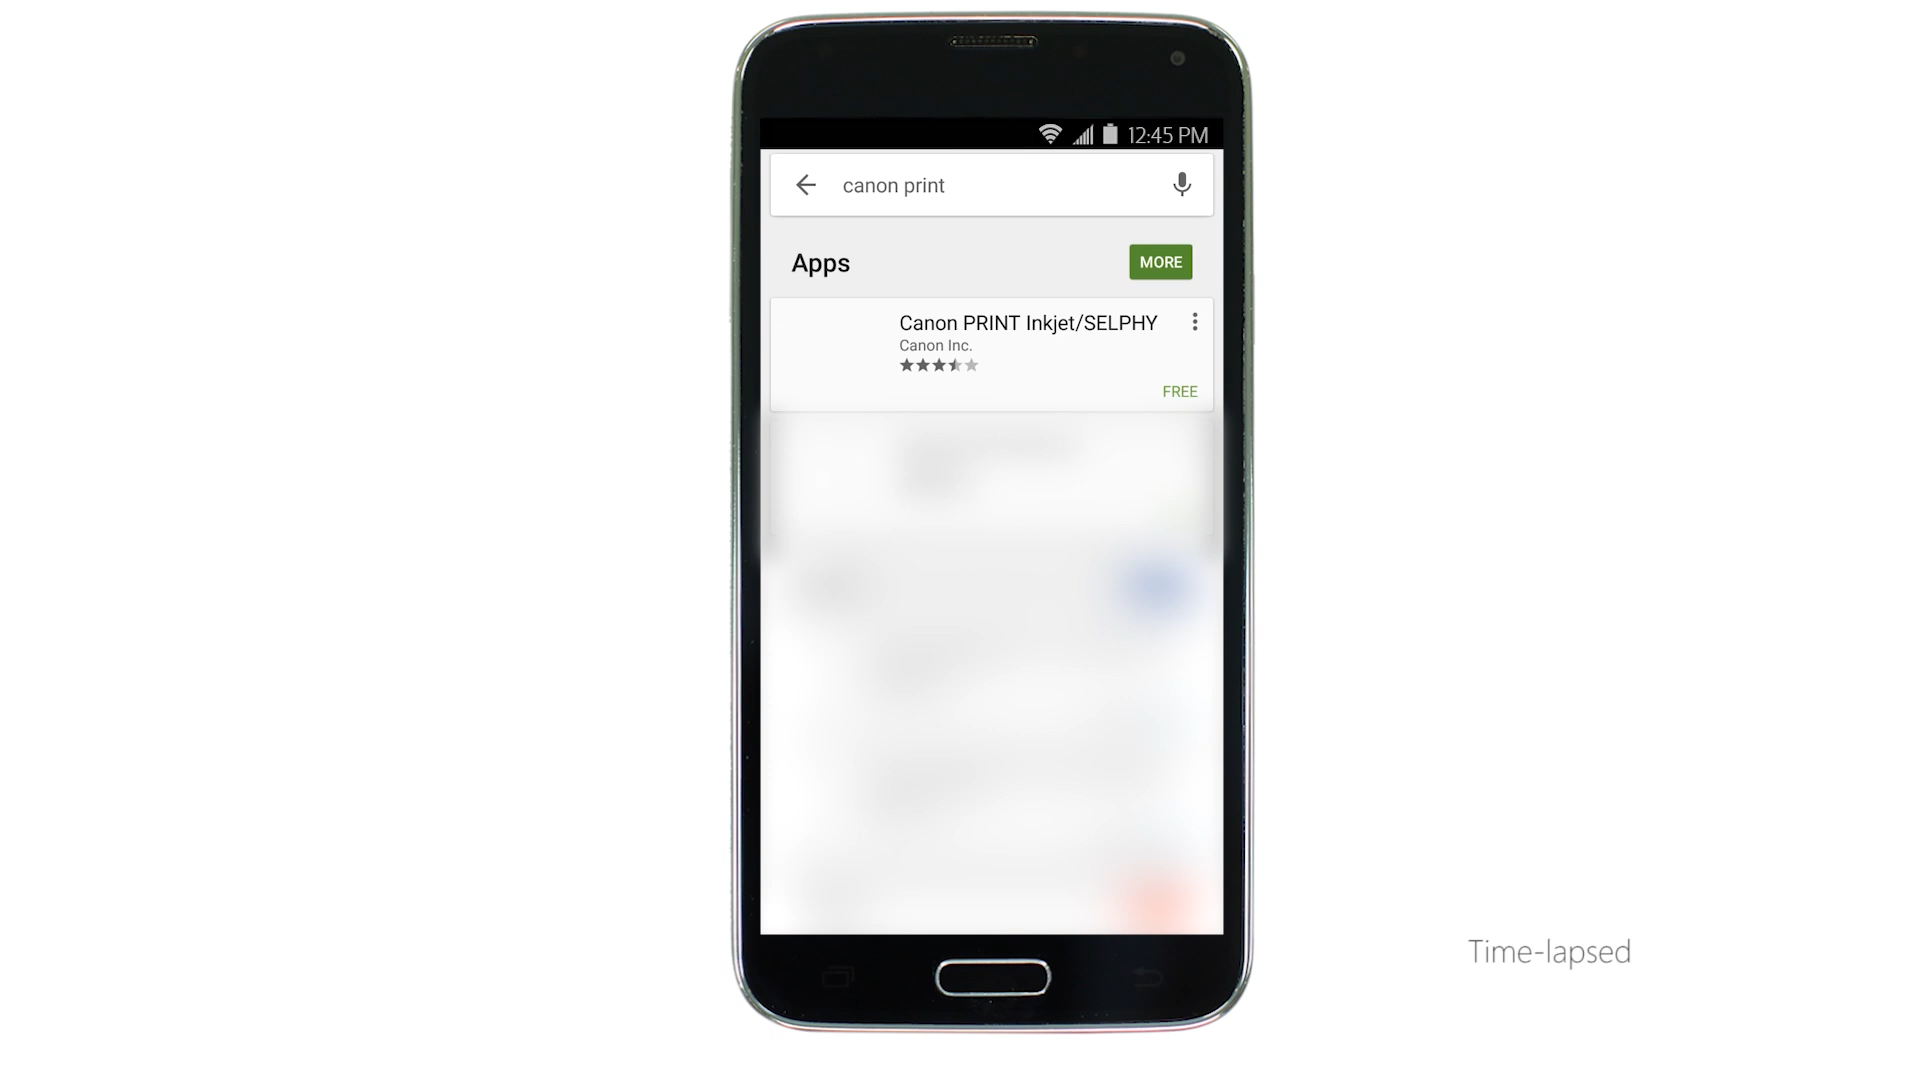 12:45 PM
canon print
Apps
MORE
Canon PRINT Inkjet/SELPHY
Canon Inc.
FREE
Time-lapsed